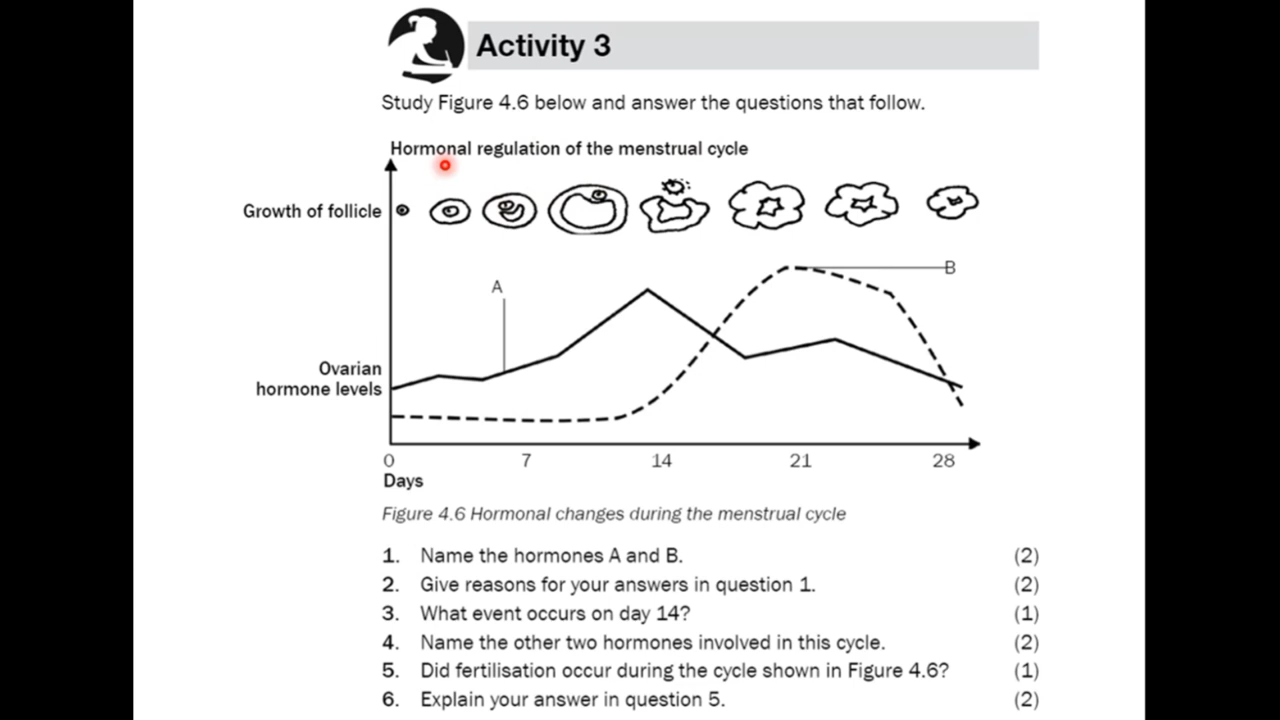 Activity 3
Study Figure 4.6 below and answer the questions that follow.
Hormonal regulation of the menstrual cycle
Growth of follicle
B
A
Ovarian
hormone levels
0 7 14 21 28
Days
Figure 4.6 Hormonal changes during the menstrual cycle
1. Name the hormones A and B. (2)
2. Give reasons for your answers in question 1. (2)
3. What event occurs on day 14? (1)
4. Name the other two hormones involved in this cycle. (2)
5. Did fertilisation occur during the cycle shown in Figure 4.6? (1)
6. Explain your answer in question 5. (2)